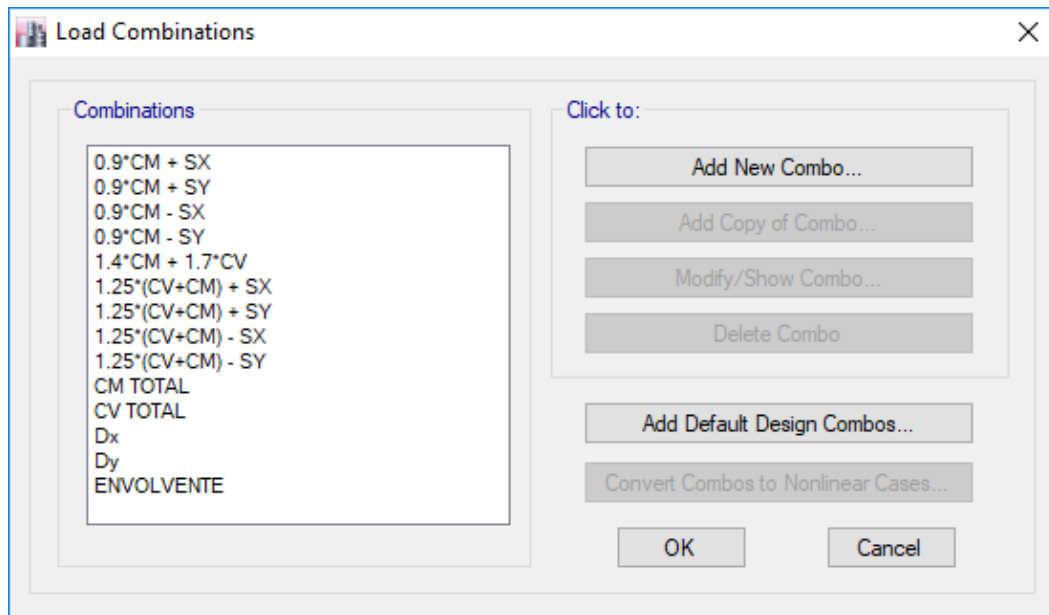 Load Combinations
Combinations
0.9*CM + SX
0.9*CM + SY
0.9*CM - SX
0.9*CM - SY
1.4*CM + 1.7*CV
1.25*(CV+CM) + SX
1.25*(CV+CM) + SY
1.25*(CV+CM) - SX
1.25*(CV+CM) - SY
CM TOTAL
CV TOTAL
Dx
Dy
ENVOLVENTE
Click to:
Add New Combo...
Add Copy of Combo...
Modify/Show Combo...
Delete Combo
Add Default Design Combos...
Convert Combos to Nonlinear Cases...
OK
Cancel